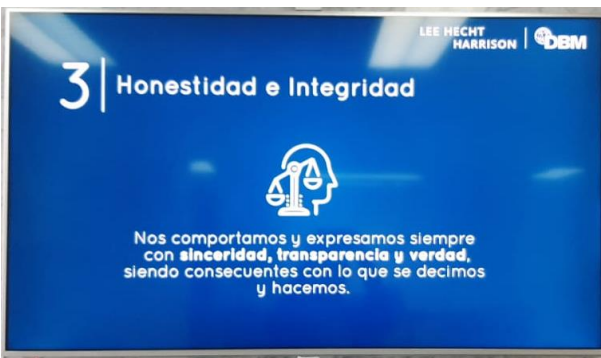 LEE HECHT
HARRISON
DBM
3
Honestidad e Integridad
Nos comportamos y expresamos siempre
con sinceridad, transparencia y verdad,
siendo consecuentes con lo que se decimos
y hacemos.